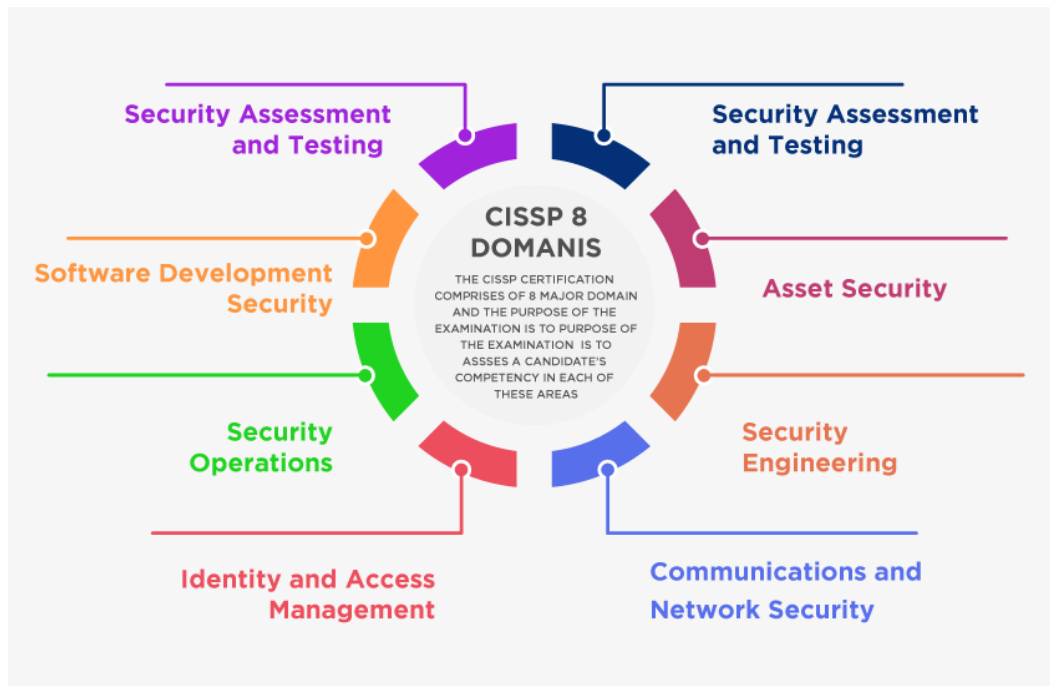 Security Assessment
and Testing
Security Assessment
and Testing
CISSP 8
DOMANIS
THE CISSP CERTIFICATION
COMPRISES OF 8 MAJOR DOMAIN
AND THE PURPOSE OF THE
EXAMINATION IS TO PURPOSE OF
THE EXAMINATION IS TO
ASSSES A CANDIDATE'S
COMPETENCY IN EACH OF
THESE AREAS
Software Development
Security
Asset Security
Security
Operations
Security
Engineering
Identity and Access
Management
Communications and
Network Security